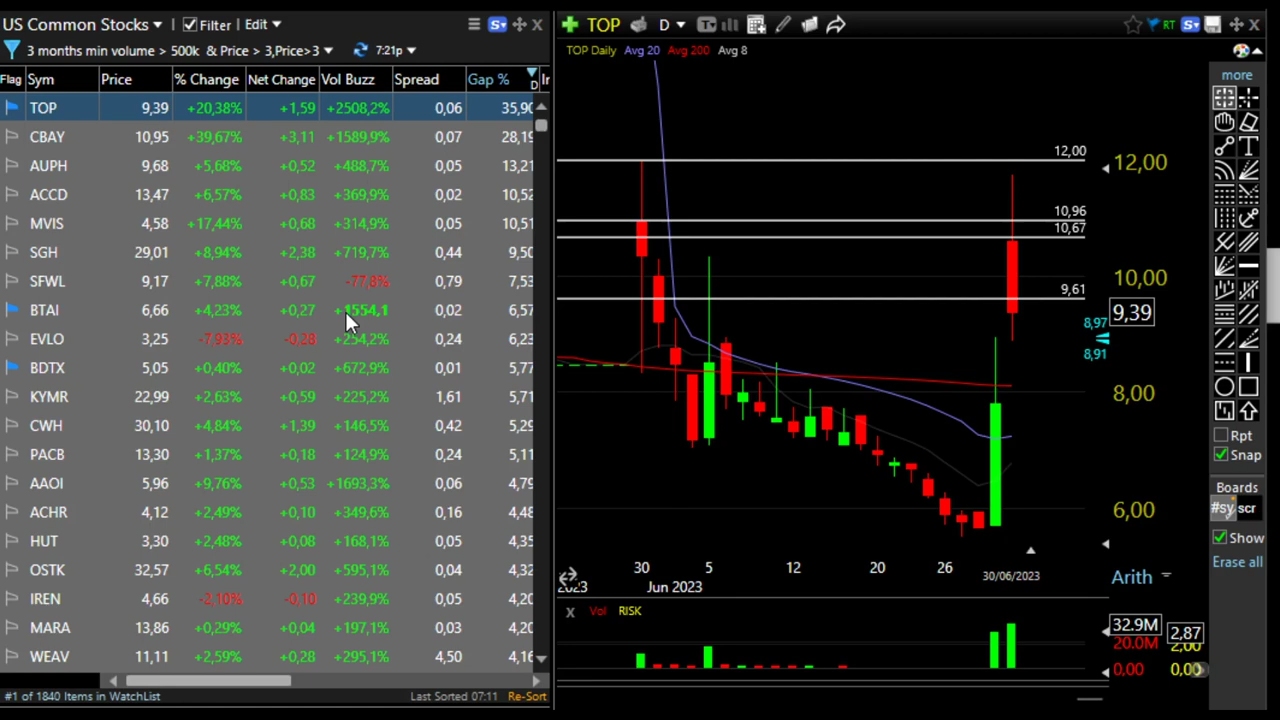 US Common Stocks Filter Edit
3 months min volume > 500k & Price > 3,Price>3 7:21p
Flag Sym Price % Change Net Change Vol Buzz Spread Gap % D
TOP 9,39 +20,38% +1,59 +2508,2% 0,06 35,90
CBAY 10,95 +39,67% +3,11 +1589,9% 0,07 28,19
AUPH 9,68 +5,68% +0,52 +488,7% 0,05 13,21
ACCD 13,47 +6,57% +0,83 +369,9% 0,02 10,52
MVIS 4,58 +17,44% +0,68 +314,9% 0,05 10,51
SGH 29,01 +8,94% +2,38 +719,7% 0,44 9,50
SFWL 9,17 +7,88% +0,67 -77,8% 0,79 7,53
BTAI 6,66 +4,23% +0,27 +1554,1 0,02 6,57
EVLO 3,25 -7,93% -0,28 +254,2% 0,24 6,23
BDTX 5,05 +0,40% +0,02 +672,9% 0,01 5,77
KYMR 22,99 +2,63% +0,59 +225,2% 1,61 5,71
CWH 30,10 +4,84% +1,39 +146,5% 0,42 5,29
PACB 13,30 +1,37% +0,18 +124,9% 0,24 5,11
AAOI 5,96 +9,76% +0,53 +1693,3% 0,06 4,79
ACHR 4,12 +2,49% +0,10 +349,6% 0,16 4,48
HUT 3,30 +2,48% +0,08 +168,1% 0,05 4,35
OSTK 32,57 +6,54% +2,00 +595,1% 0,04 4,32
IREN 4,66 -2,10% -0,10 +239,9% 0,05 4,20
MARA 13,86 +0,29% +0,04 +197,1% 0,03 4,20
WEAV 11,11 +2,59% +0,28 +295,1% 4,50 4,16
#1 of 1840 Items in WatchList Last Sorted 07:11 Re-Sort
TOP D RT
TOP Daily Avg 20 Avg 200 Avg 8
12,00
12,00
10,96
10,67
10,00
9,61
9,39
8,97
8,91
8,00
6,00
30 5 12 20 26 30/06/2023
2023 Jun 2023
Arith
x Vol RISK
32.9M 2,87
20.0M 2,00
0.00 0,00
more
Rpt
Snap
Boards
#sy scr
Show
Erase all